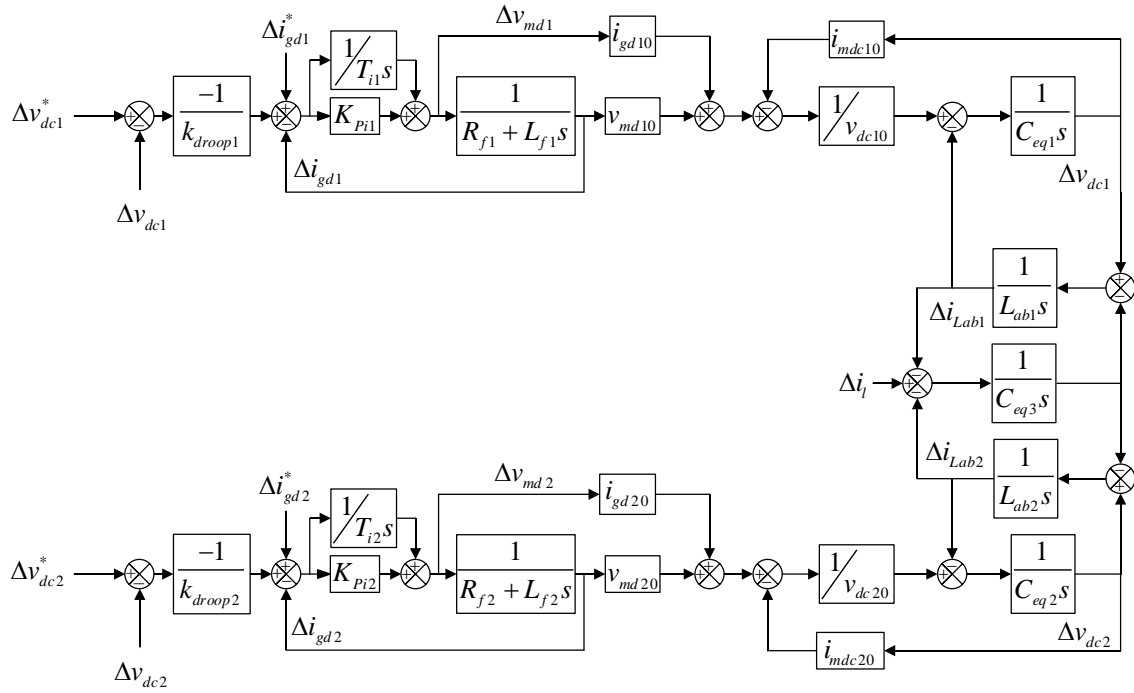 Δv*dc1
Δvdc1
-1/kdroop1
Δi*gd1
1/Ti1s
KPi1
Δigd1
Δvmd1
igd10
1/(Rf1 + Lf1s)
vmd10
imdc10
1/vdc10
1/(Ceq1s)
Δvdc1
1/(Lab1s)
ΔiLab1
Δil
1/(Ceq3s)
ΔiLab2
1/(Lab2s)
Δv*dc2
Δvdc2
-1/kdroop2
Δi*gd2
1/Ti2s
KPi2
Δigd2
Δvmd2
igd20
1/(Rf2 + Lf2s)
vmd20
1/vdc20
imdc20
1/(Ceq2s)
Δvdc2